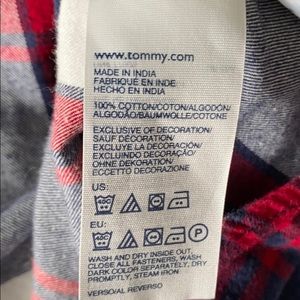 www.tommy.com
MADE IN INDIA
FABRIQUÉ EN INDE
HECHO EN INDIA
100% COTTON/COTON/ALGODÓN/
ALGODÃO/BAUMWOLLE/COTONE
EXCLUSIVE OF DECORATION/
SAUF DÉCORATION/
EXCLUYE LA DECORACIÓN/
EXCLUINDO DECORAÇÃO/
OHNE DEKORATION/
ECCETTO DECORAZIONE
US:
40C
EU:
40C P
WASH AND DRY INSIDE OUT,
CLOSE ALL FASTENERS, WASH
DARK COLOR SEPARATELY, DRY
PROMPTLY, STEAM IRON
VERSO/AL REVERSO